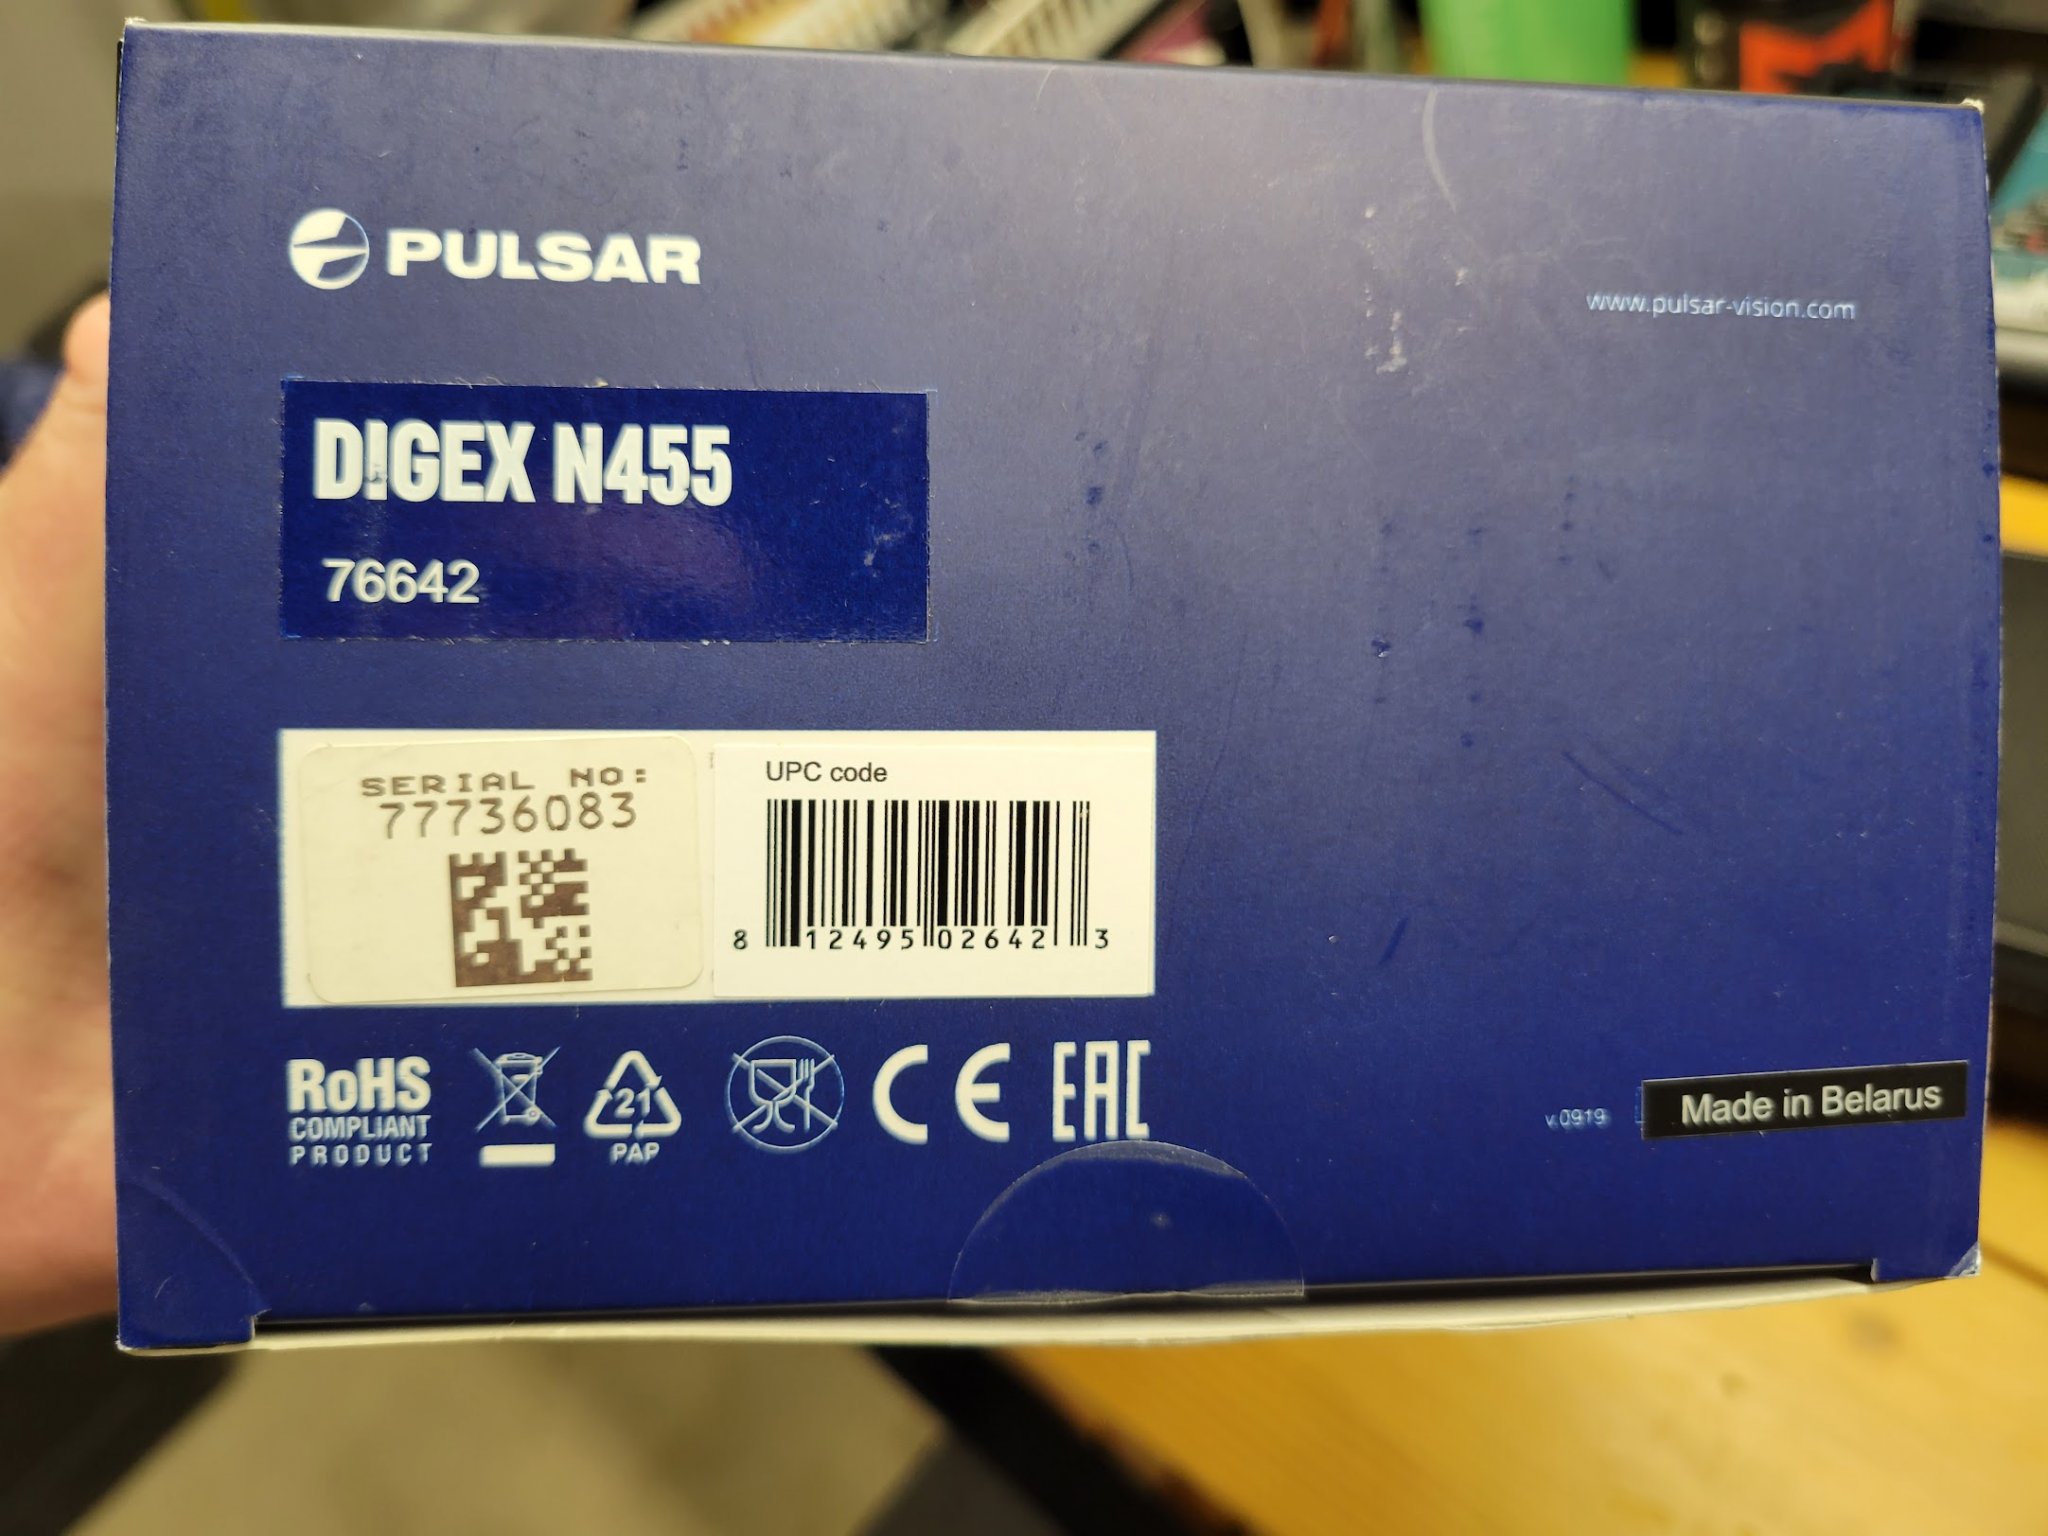 PULSAR
www.pulsar-vision.com
DIGEX N455
76642
SERIAL NO:
77736083
UPC code
8 12495 02642 3
RoHS
COMPLIANT
PRODUCT
21
PAP
CE
EAC
v.0919
Made in Belarus